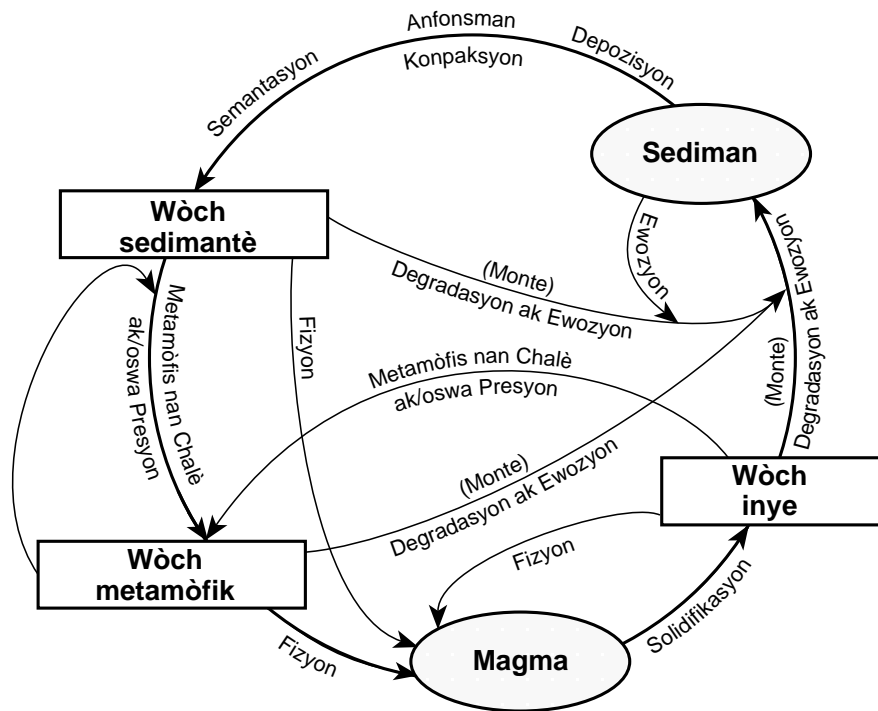 Anfonsman
Depozisyon
Konpaksyon
Semantasyon
Sediman
Wòch
sedimantè
Ewozyon
(Monte)
Degradasyon ak Ewozyon
Degradasyon ak Ewozyon
(Monte)
Metamòfis nan Chalè
ak/oswa Presyon
Fizyon
Metamòfis nan Chalè
ak/oswa Presyon
(Monte)
Degradasyon ak Ewozyon
Wòch
inye
Wòch
metamòfik
Fizyon
Fizyon
Magma
Solidifikasyon